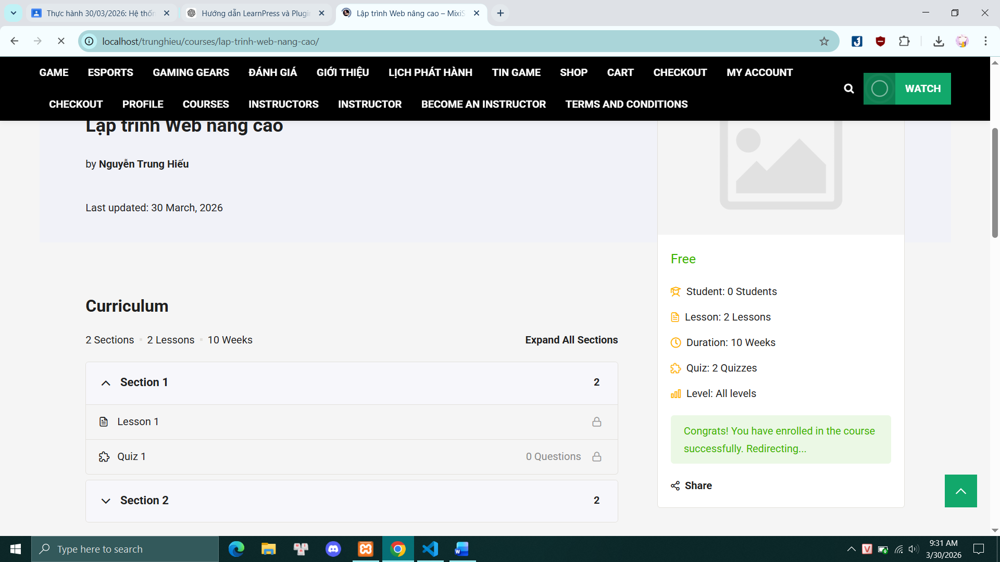 Thực hành 30/03/2026: Hệ thốn
Hướng dẫn LearnPress và Plugin
Lập trình Web nâng cao – MixiS
localhost/trunghieu/courses/lap-trinh-web-nang-cao/
GAME ESPORTS GAMING GEARS ĐÁNH GIÁ GIỚI THIỆU LỊCH PHÁT HÀNH TIN GAME SHOP CART CHECKOUT MY ACCOUNT
CHECKOUT PROFILE COURSES INSTRUCTORS INSTRUCTOR BECOME AN INSTRUCTOR TERMS AND CONDITIONS
WATCH
Lập trình Web nâng cao
by Nguyễn Trung Hiếu
Last updated: 30 March, 2026
Curriculum
2 Sections 2 Lessons 10 Weeks
Expand All Sections
Section 1 2
Lesson 1
Quiz 1 0 Questions
Section 2 2
Free
Student: 0 Students
Lesson: 2 Lessons
Duration: 10 Weeks
Quiz: 2 Quizzes
Level: All levels
Congrats! You have enrolled in the course
successfully. Redirecting...
Share
Type here to search
9:31 AM
3/30/2026